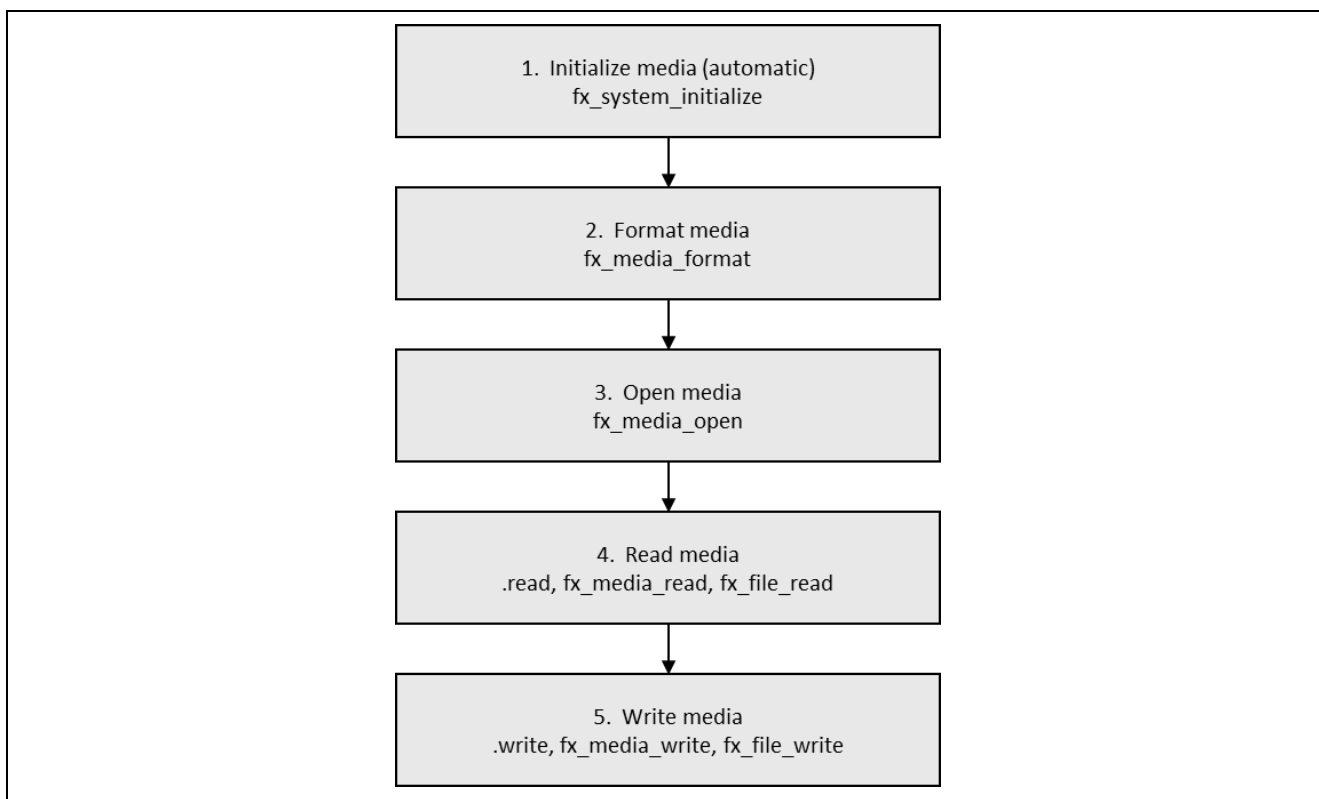 1. Initialize media (automatic)
fx_system_initialize
2. Format media
fx_media_format
3. Open media
fx_media_open
4. Read media
.read, fx_media_read, fx_file_read
5. Write media
.write, fx_media_write, fx_file_write